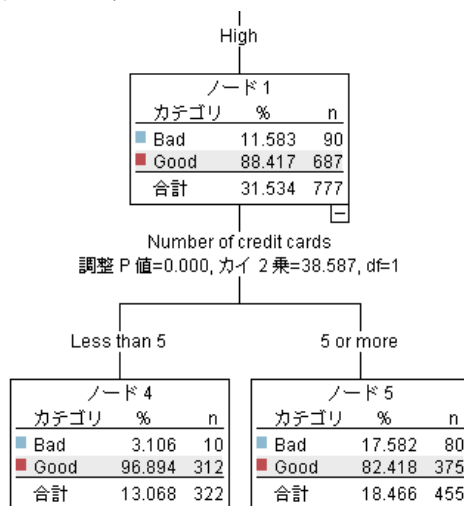 High
ノード 1
カテゴリ % n
Bad 11.583 90
Good 88.417 687
合計 31.534 777
Number of credit cards
調整 P 値=0.000, カイ 2 乗=38.587, df=1
Less than 5
5 or more
ノード 4
カテゴリ % n
Bad 3.106 10
Good 96.894 312
合計 13.068 322
ノード 5
カテゴリ % n
Bad 17.582 80
Good 82.418 375
合計 18.466 455